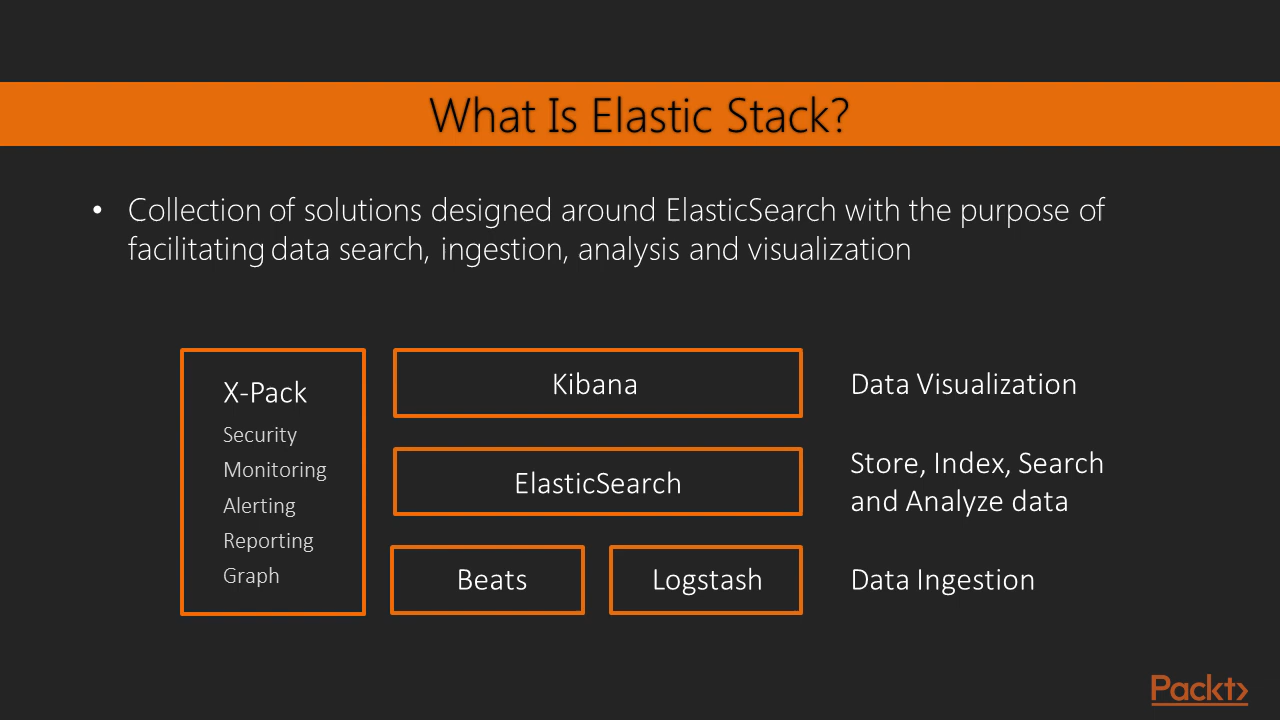 What Is Elastic Stack?
• Collection of solutions designed around ElasticSearch with the purpose of
facilitating data search, ingestion, analysis and visualization
X-Pack
Security
Monitoring
Alerting
Reporting
Graph
Kibana
Data Visualization
ElasticSearch
Store, Index, Search
and Analyze data
Beats
Logstash
Data Ingestion
Packt>